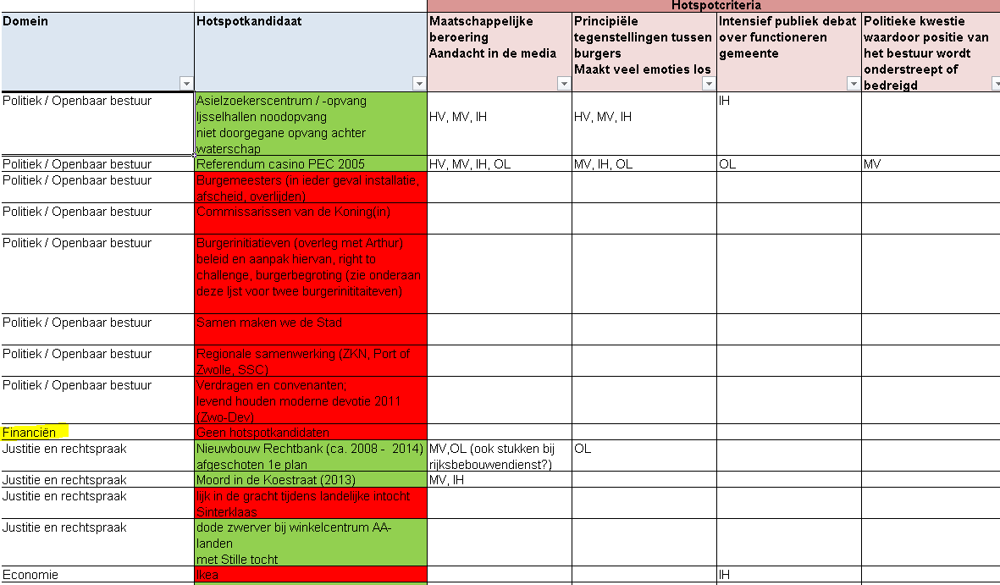 Hotspotcriteria
Domein
Hotspotkandidaat
Maatschappelijke
beroering
Aandacht in de media
Principiële
tegenstellingen tussen
burgers
Maakt veel emoties los
Intensief publiek debat
over functioneren
gemeente
Politieke kwestie
waardoor positie van
het bestuur wordt
onderstreept of
bedreigd
Politiek / Openbaar bestuur
Asielzoekerscentrum / -opvang
Ijsselhallen noodopvang
niet doorgegane opvang achter
waterschap
HV, MV, IH
HV, MV, IH
IH
Politiek / Openbaar bestuur
Referendum casino PEC 2005
HV, MV, IH, OL
MV, IH, OL
OL
MV
Politiek / Openbaar bestuur
Burgemeesters (in ieder geval installatie,
afscheid, overlijden)
Politiek / Openbaar bestuur
Commissarissen van de Koning(in)
Politiek / Openbaar bestuur
Burgerinitiatieven (overleg met Arthur)
beleid en aanpak hiervan, right to
challenge, burgerbegroting (zie onderaan
deze ljst voor twee burgerinititaiteven)
Politiek / Openbaar bestuur
Samen maken we de Stad
Politiek / Openbaar bestuur
Regionale samenwerking (ZKN, Port of
Zwolle, SSC)
Politiek / Openbaar bestuur
Verdragen en convenanten;
levend houden moderne devotie 2011
(Zwo-Dev)
Financiën
Geen hotspotkandidaten
Justitie en rechtspraak
Nieuwbouw Rechtbank (ca. 2008 - 2014)
afgeschoten 1e plan
MV,OL (ook stukken bij
rijksbebouwendienst?)
OL
Justitie en rechtspraak
Moord in de Koestraat (2013)
MV, IH
Justitie en rechtspraak
lijk in de gracht tijdens landelijke intocht
Sinterklaas
Justitie en rechtspraak
dode zwerver bij winkelcentrum AA-
landen
met Stille tocht
Economie
Ikea
IH